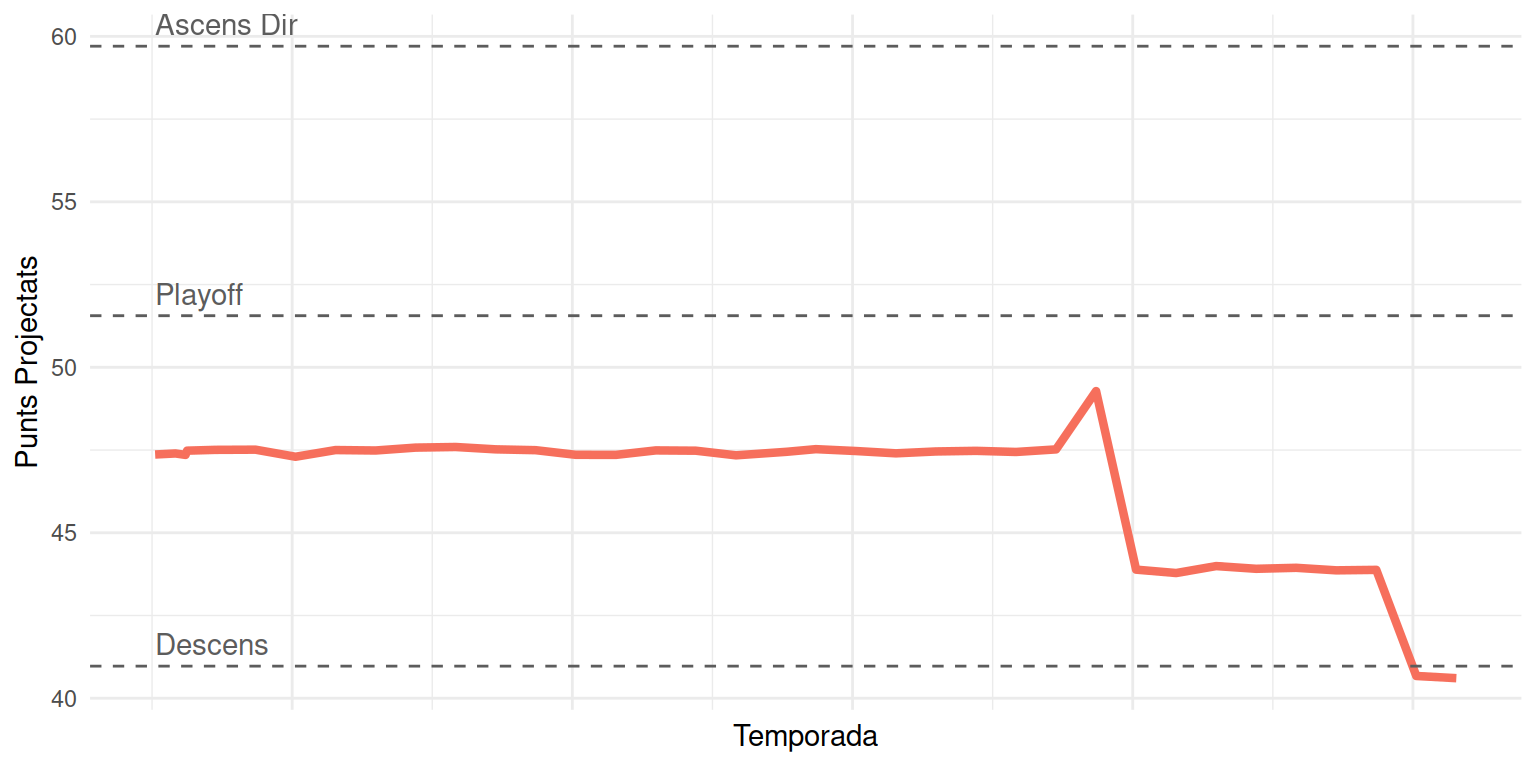 Ascens Dir
60
55
Playoff
50
45
Descens
40
Punts Projectats
Temporada